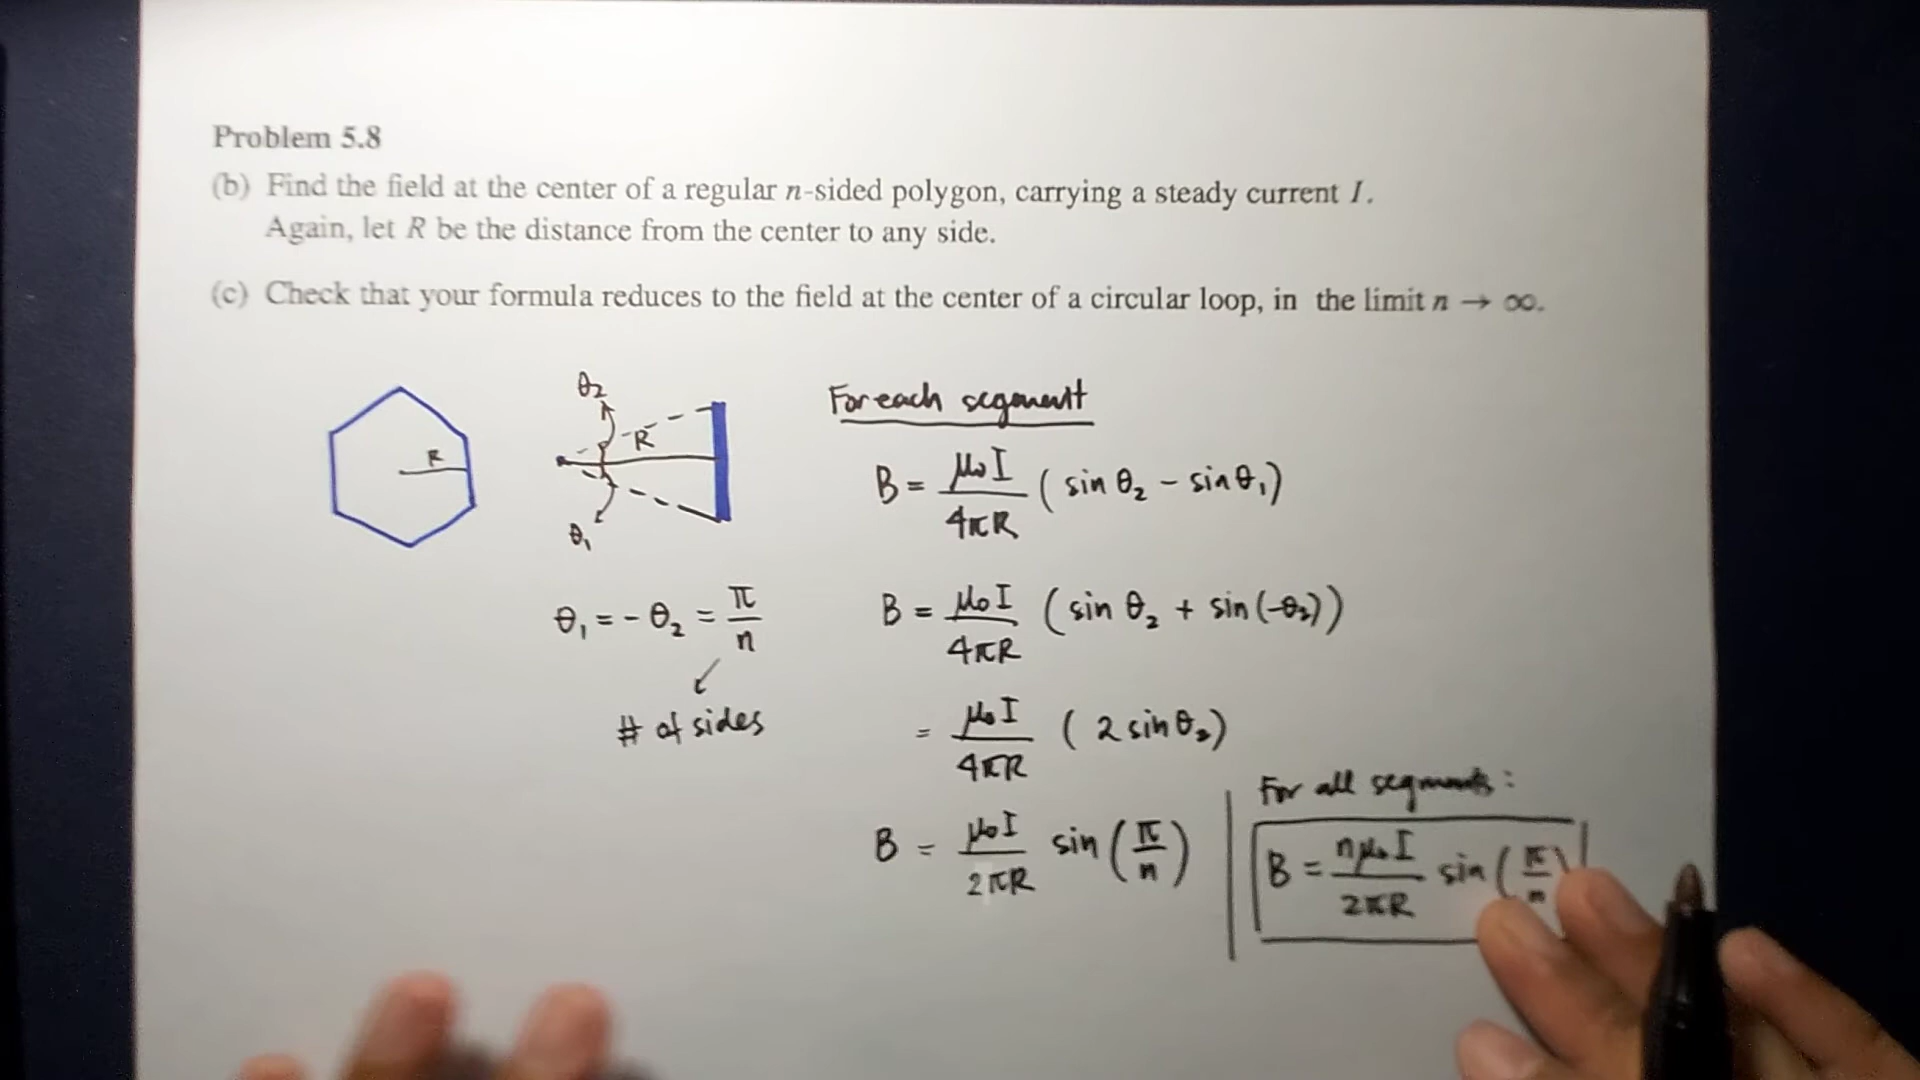 Problem 5.8
(b) Find the field at the center of a regular n-sided polygon, carrying a steady current I.
Again, let R be the distance from the center to any side.
(c) Check that your formula reduces to the field at the center of a circular loop, in the limit n → ∞.
R
θ₂
R
θ₁
θ₁ = - θ₂ = π/n
# of sides
For each segment
B = μ₀I/4πR ( sin θ₂ - sin θ₁)
B = μ₀I/4πR (sin θ₂ + sin(-θ₂))
= μ₀I/4πR ( 2 sin θ₂)
B = μ₀I/2πR sin (π/n)
For all segments:
B = nμ₀I/2πR sin (π/n)